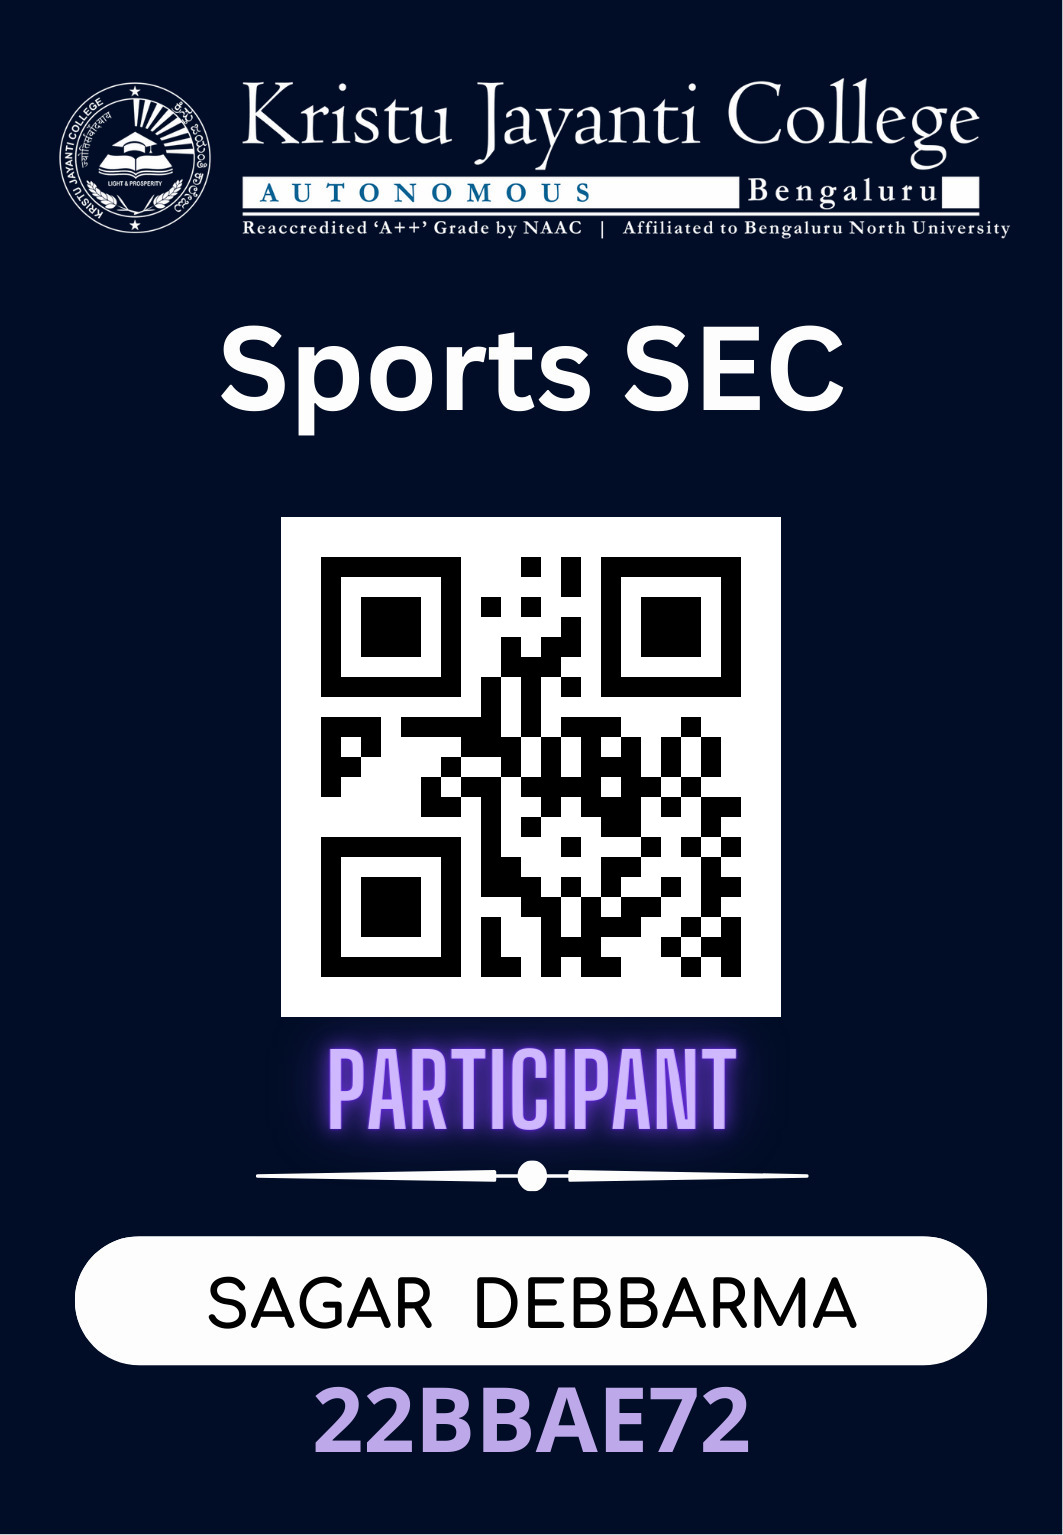 Kristu Jayanti College
AUTONOMOUS Bengaluru
Reaccredited ‘A++’ Grade by NAAC | Affiliated to Bengaluru North University
KRISTU JAYANTI COLLEGE
LIGHT & PROSPERITY
Sports SEC
PARTICIPANT
SAGAR DEBBARMA
22BBAE72